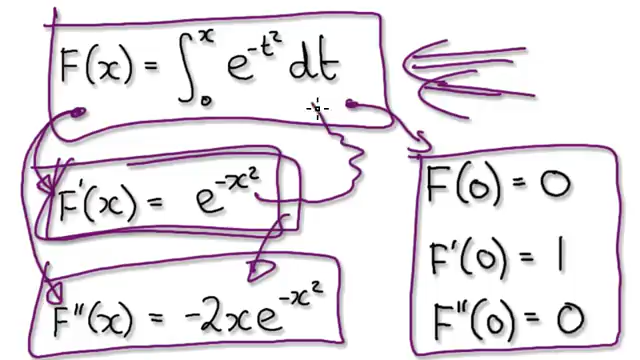 F(x) = ∫₀ˣ e^{-t²} dt
F'(x) = e^{-x²}
F''(x) = -2xe^{-x²}
F(0) = 0
F'(0) = 1
F''(0) = 0